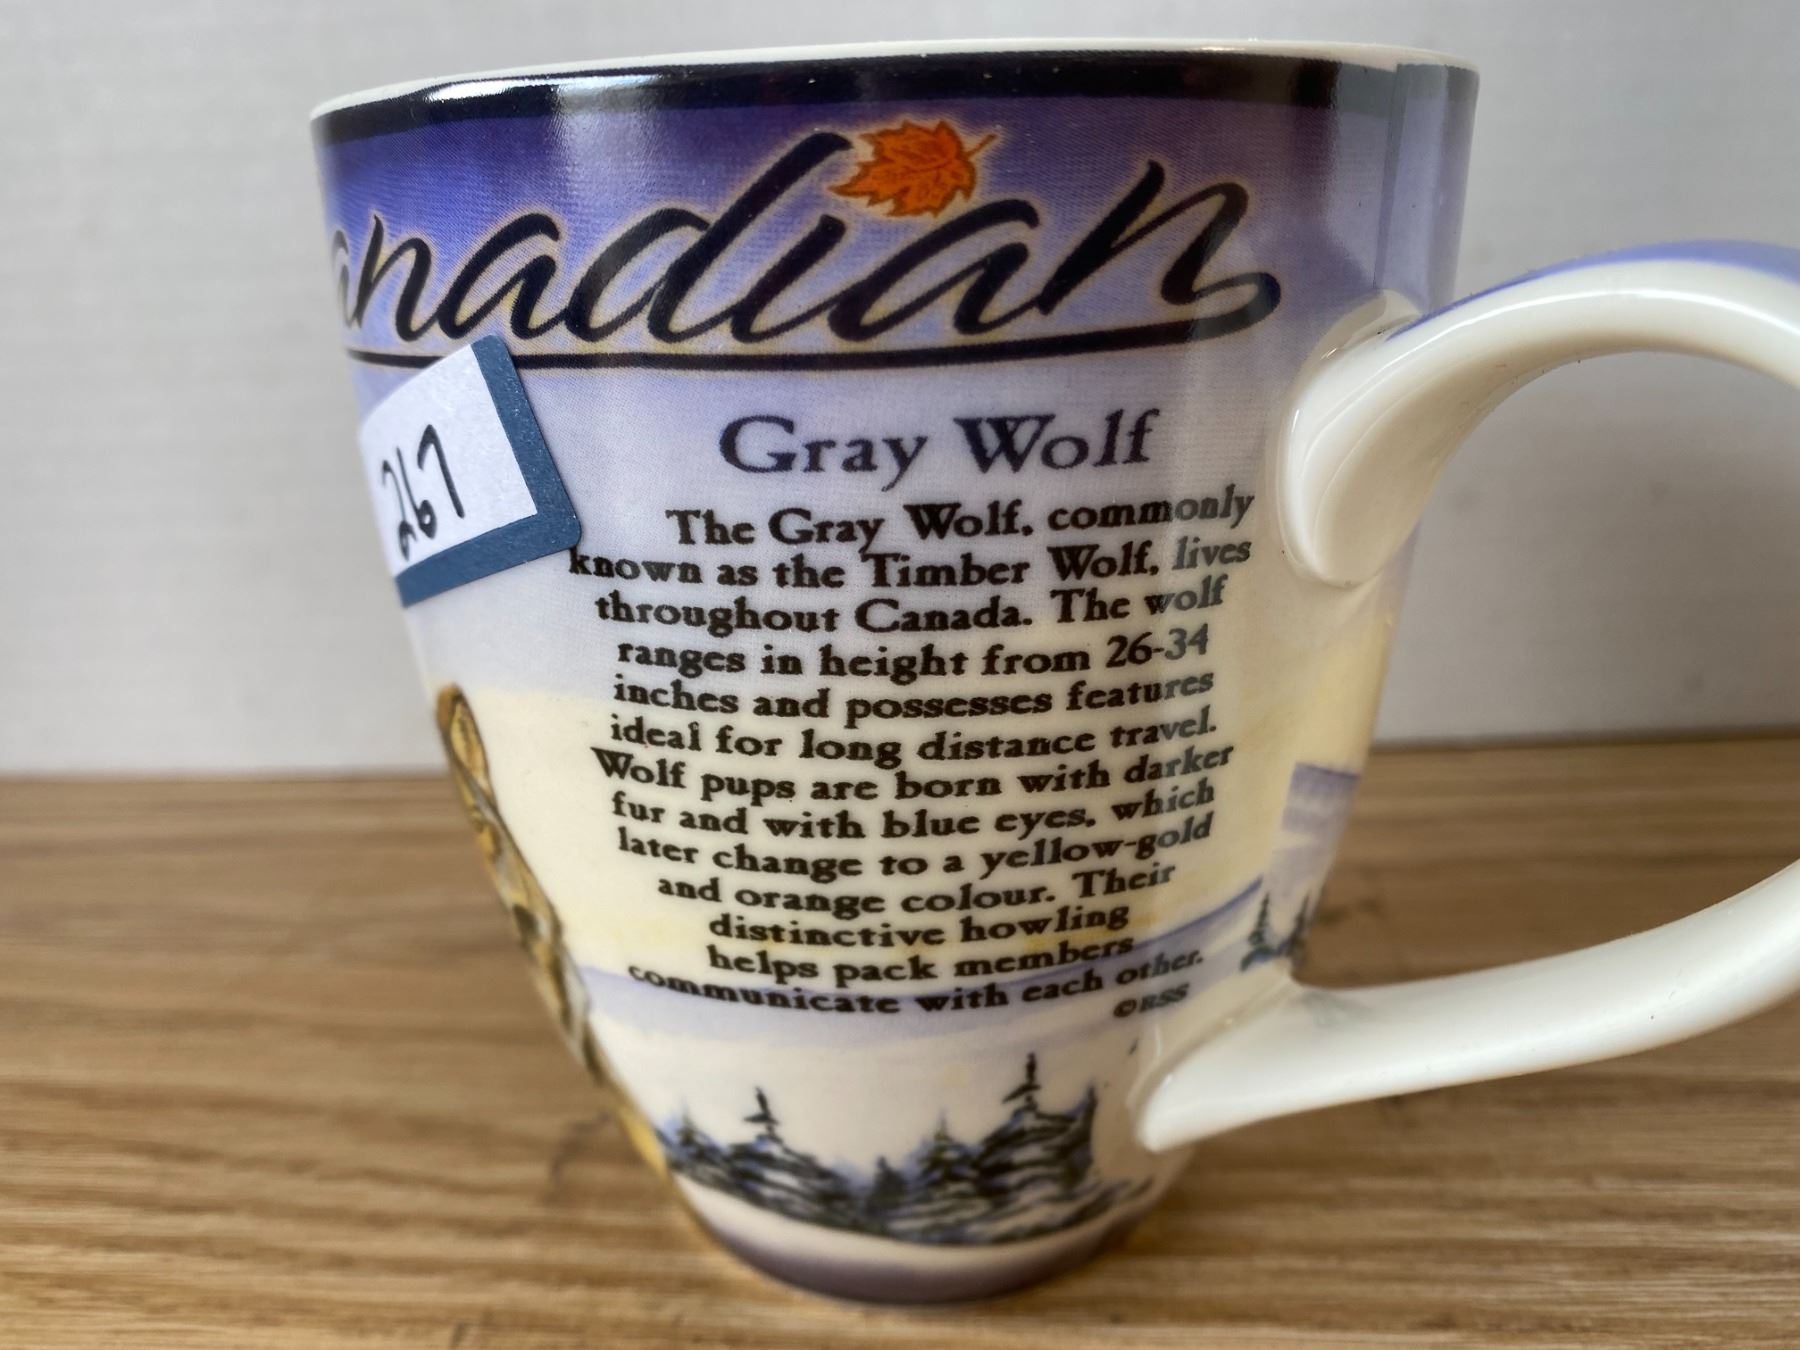 anadian
267
Gray Wolf
The Gray Wolf, commonly
known as the Timber Wolf, lives
throughout Canada. The wolf
ranges in height from 26-34
inches and possesses features
ideal for long distance travel.
Wolf pups are born with darker
fur and with blue eyes, which
later change to a yellow-gold
and orange colour. Their
distinctive howling
helps pack members
communicate with each other.
©RSS